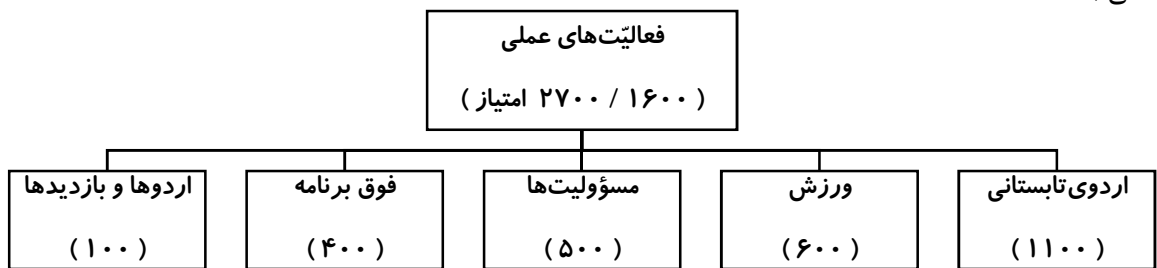 فعالیّت‌های عملی
( ۱۶۰۰ / ۲۷۰۰ امتیاز )
اردوی‌تابستانی
( ۱۱۰۰ )
ورزش
( ۶۰۰ )
مسؤولیت‌ها
( ۵۰۰ )
فوق برنامه
( ۴۰۰ )
اردوها و بازدیدها
( ۱۰۰ )